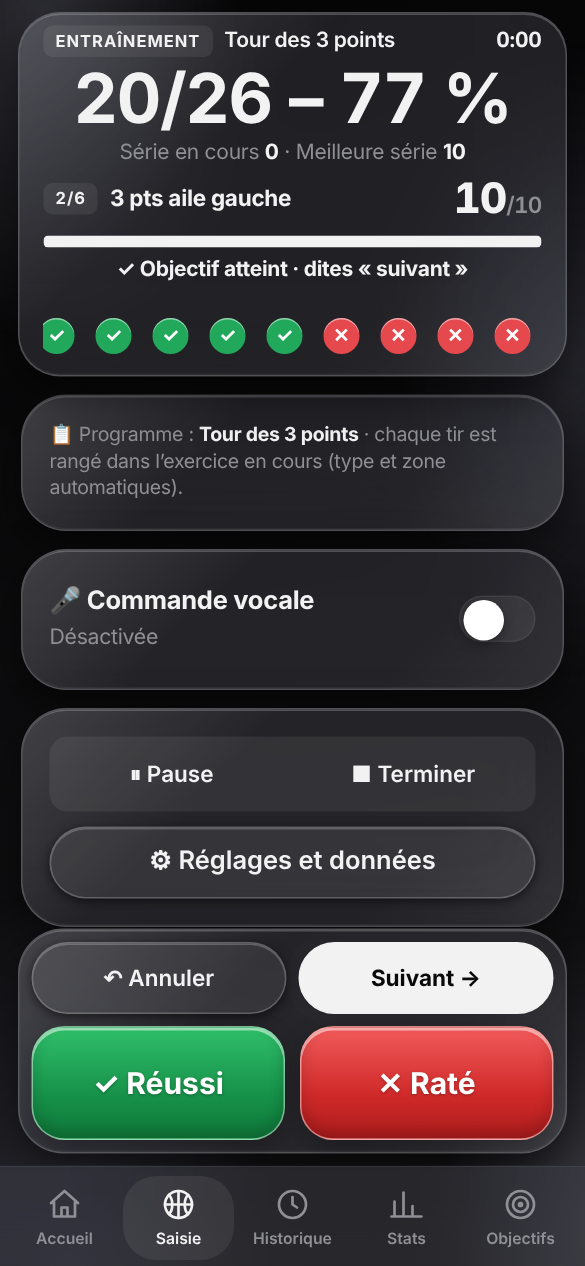 ENTRAÎNEMENT Tour des 3 points 0:00
20/26 – 77 %
Série en cours 0 · Meilleure série 10
2/6 3 pts aile gauche 10/10
✓ Objectif atteint · dites « suivant »
📋 Programme : Tour des 3 points · chaque tir est
rangé dans l’exercice en cours (type et zone
automatiques).
🎤 Commande vocale
Désactivée
⏸ Pause ⏹ Terminer
⚙ Réglages et données
↶ Annuler Suivant →
✓ Réussi ✕ Raté
Accueil Saisie Historique Stats Objectifs